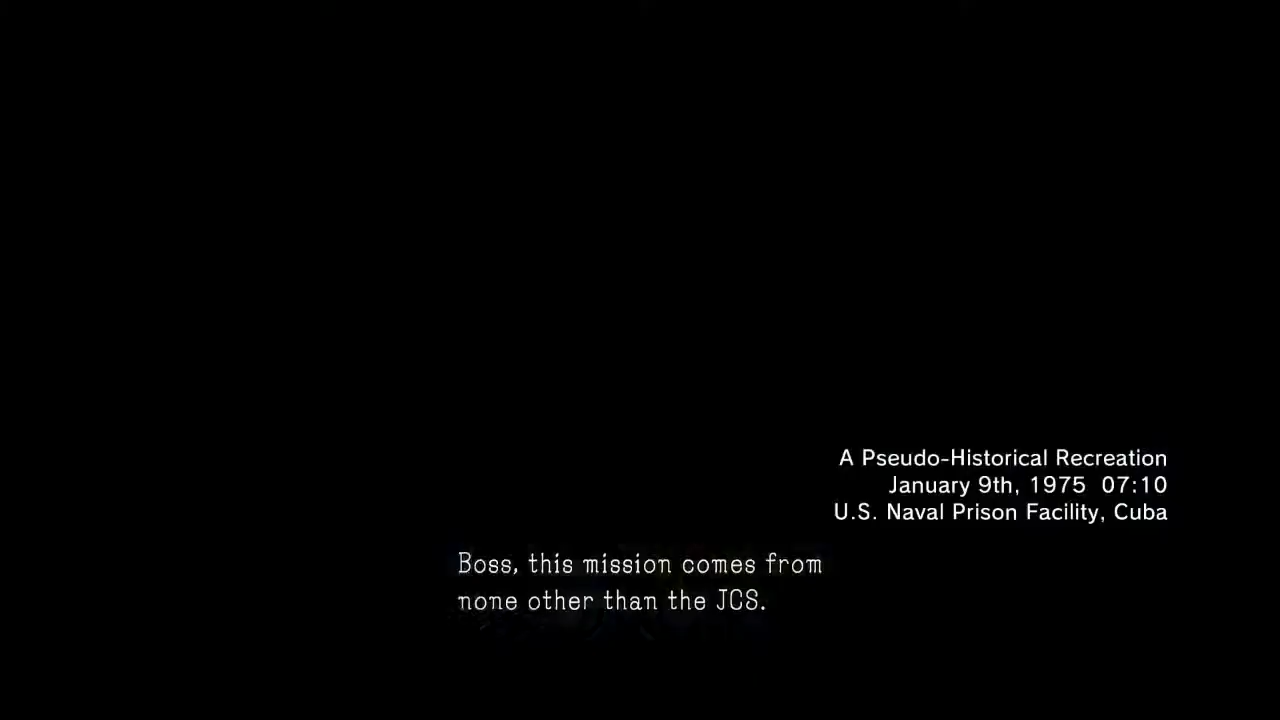 A Pseudo-Historical Recreation
January 9th, 1975 07:10
U.S. Naval Prison Facility, Cuba
Boss, this mission comes from
none other than the JCS.